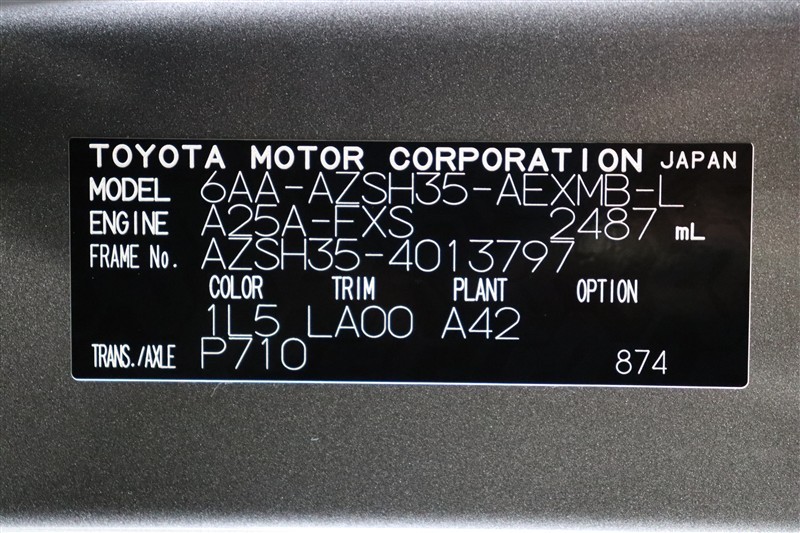 TOYOTA MOTOR CORPORATION JAPAN
MODEL 6AA-AZSH35-AEXMB-L
ENGINE A25A-FXS 2487 mL
FRAME No. AZSH35-4013797
COLOR TRIM PLANT OPTION
1L5 LA00 A42
TRANS./AXLE P710 874